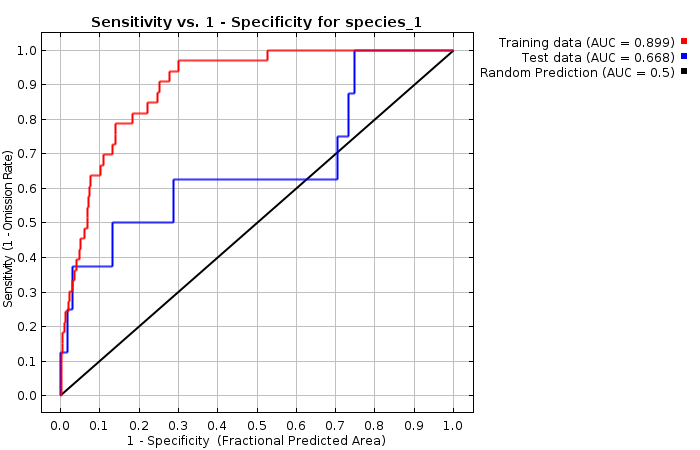 Sensitivity vs. 1 - Specificity for species_1
Training data (AUC = 0.899)
Test data (AUC = 0.668)
Random Prediction (AUC = 0.5)
Sensitivity (1 - Omission Rate)
1.0
0.9
0.8
0.7
0.6
0.5
0.4
0.3
0.2
0.1
0.0
0.0 0.1 0.2 0.3 0.4 0.5 0.6 0.7 0.8 0.9 1.0
1 - Specificity (Fractional Predicted Area)